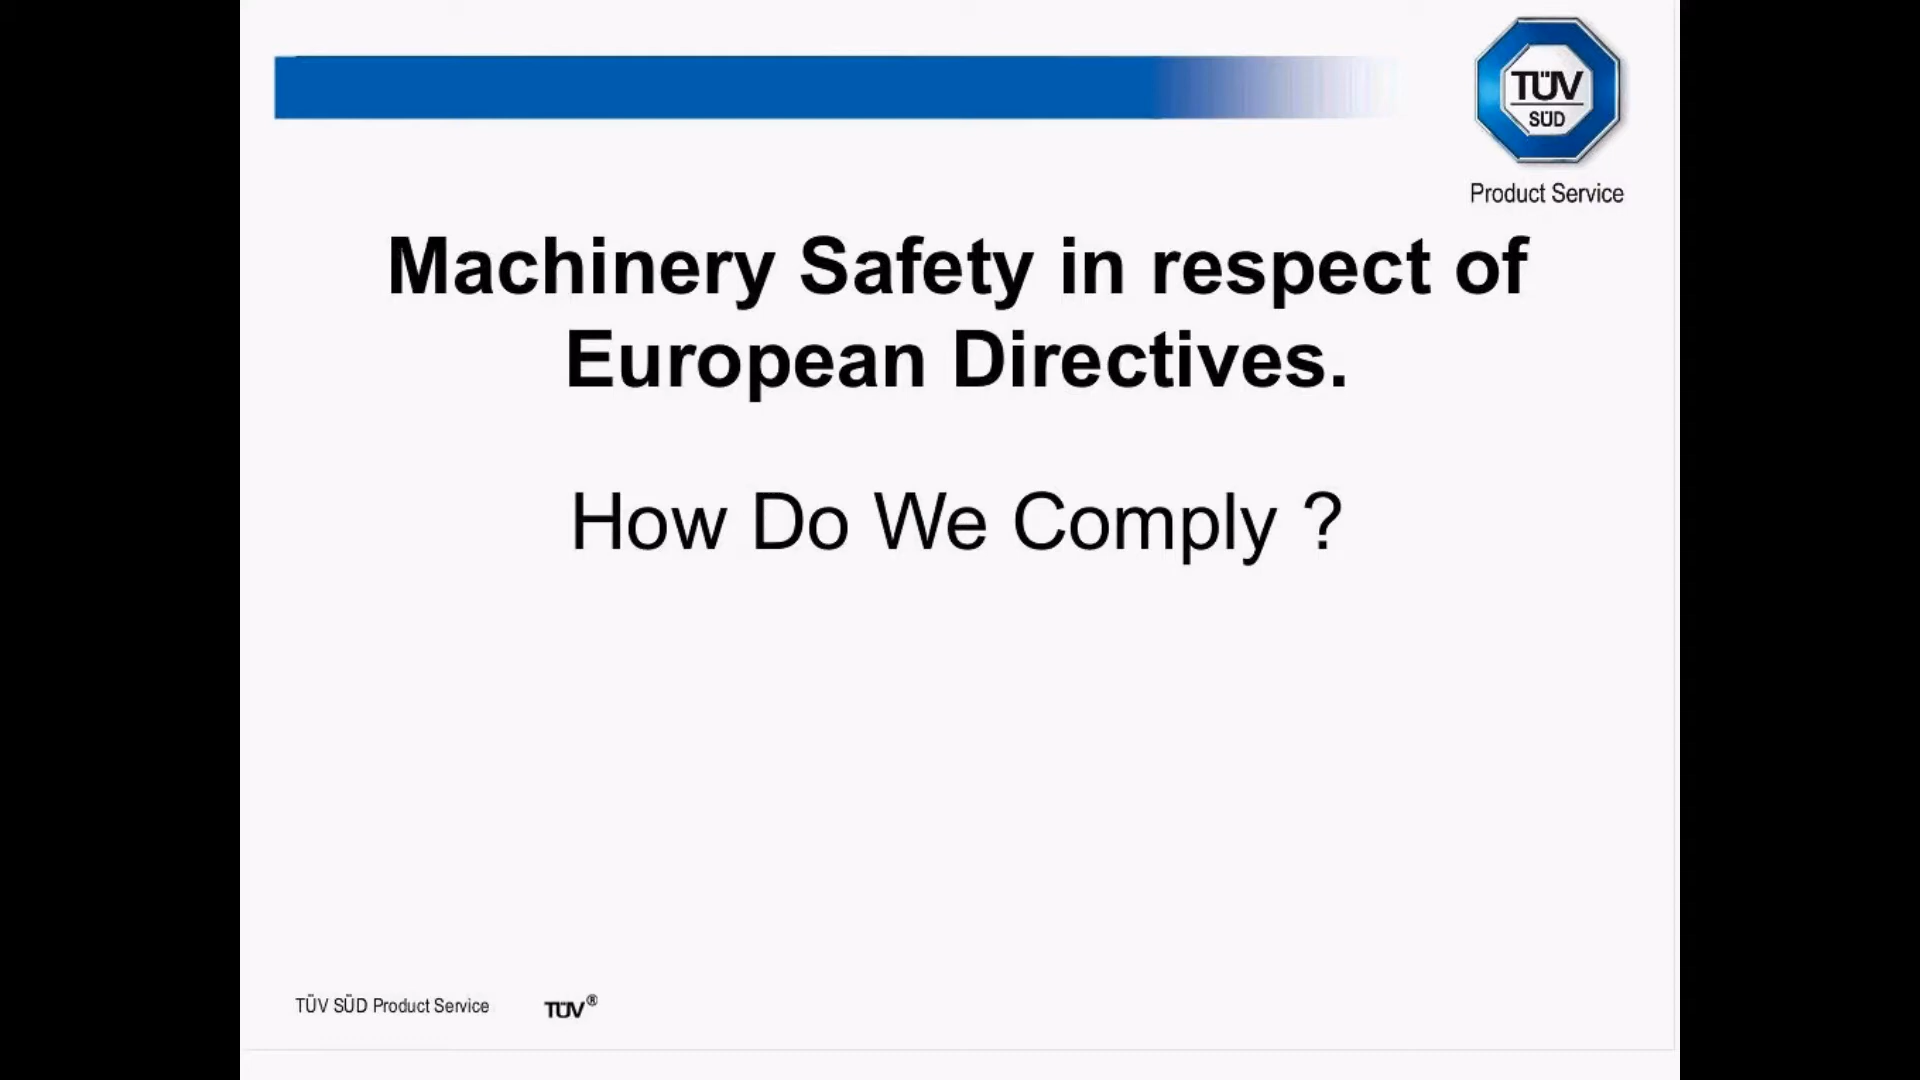 TÜV
SÜD
Product Service
Machinery Safety in respect of
European Directives.
How Do We Comply ?
TÜV SÜD Product Service TÜV®